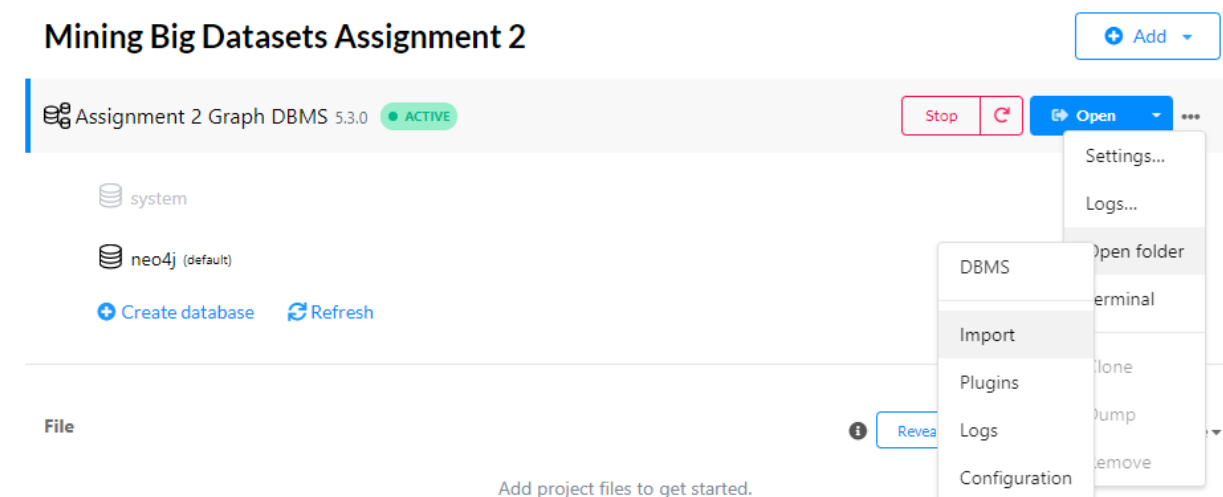 Mining Big Datasets Assignment 2
Add
Assignment 2 Graph DBMS 5.3.0 ACTIVE
Stop
Open
Settings...
Logs...
Open folder
Terminal
Clone
Dump
Remove
system
neo4j (default)
Create database Refresh
DBMS
Import
Plugins
Logs
Configuration
File
Revea
Add project files to get started.